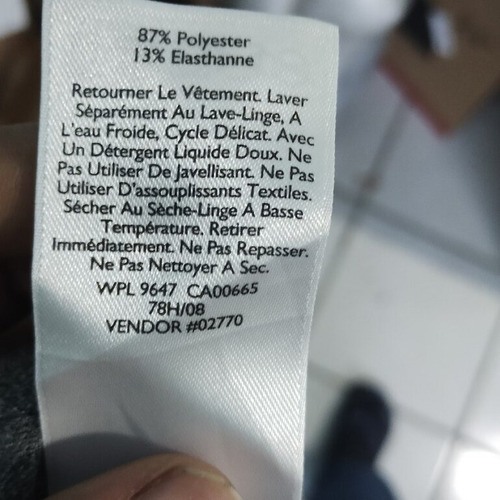 87% Polyester
13% Elasthanne
Retourner Le Vêtement. Laver
Séparément Au Lave-Linge, A
L'eau Froide, Cycle Délicat. Avec
Un Détergent Liquide Doux. Ne
Pas Utiliser De Javellisant. Ne Pas
Utiliser D'assouplissants Textiles.
Sécher Au Sèche-Linge A Basse
Température. Retirer
Immédiatement. Ne Pas Repasser.
Ne Pas Nettoyer A Sec.
WPL 9647 CA00665
78H/08
VENDOR #02770